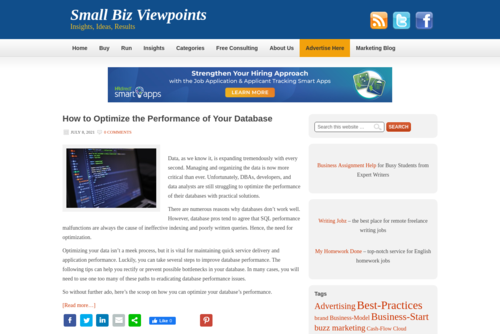 Small Biz Viewpoints
Insights, Ideas, Results
Home Buy Run Insights Categories Free Consulting About Us Advertise Here Marketing Blog
smart apps
Strengthen Your Hiring Approach
with the Job Application & Applicant Tracking Smart Apps
How to Optimize the Performance of Your Database
JULY 8, 2021 0 COMMENTS
Data, as we know it, is expanding tremendously with every
second. Managing and organizing the data is now more
critical than ever. Unfortunately, DBAs, developers, and
data analysts are still struggling to optimize the performance
of their databases with practical solutions.
There are numerous reasons why databases don't work well.
However, database pros tend to agree that SQL performance
malfunctions are always the cause of ineffective indexing and poorly written queries. Hence, the need for
optimization.
Optimizing your data isn't a meek process, but it is vital for maintaining quick service delivery and
application performance. Luckily, you can take several steps to improve database performance. The
following tips can help you rectify or prevent possible bottlenecks in your database. In many cases, you will
need to use one too many of these paths to eradicating database performance issues.
So without further ados, here's the scoop on how you can optimize your database's performance.
[Read more…]
Like 0
Search this website …
SEARCH
Business Assignment Help for Busy Students from
Expert Writers
Writing Jobz – the best place for remote freelance
writing jobs
My Homework Done – top-notch service for English
homework jobs
Tags
Advertising Best-Practices
brand Business-Model Business-Start
buzz marketing Cash-Flow Cloud